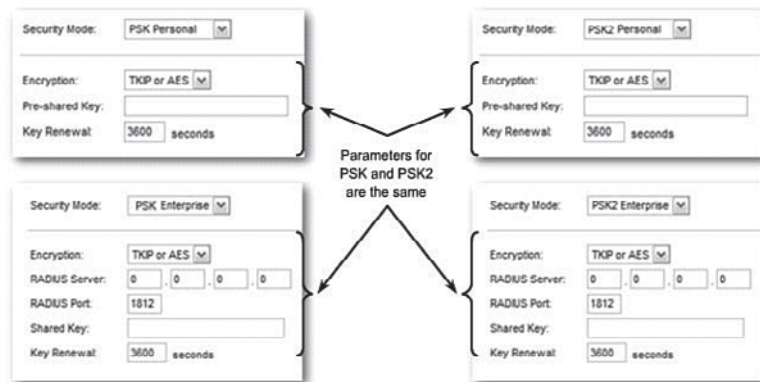 Security Mode: PSK Personal
Encryption: TKIP or AES
Pre-shared Key:
Key Renewal: 3600 seconds
Security Mode: PSK2 Personal
Encryption: TKIP or AES
Pre-shared Key:
Key Renewal: 3600 seconds
Parameters for
PSK and PSK2
are the same
Security Mode: PSK Enterprise
Encryption: TKIP or AES
RADIUS Server: 0 . 0 . 0 . 0
RADIUS Port: 1812
Shared Key:
Key Renewal: 3600 seconds
Security Mode: PSK2 Enterprise
Encryption: TKIP or AES
RADIUS Server: 0 . 0 . 0 . 0
RADIUS Port: 1812
Shared Key:
Key Renewal: 3600 seconds